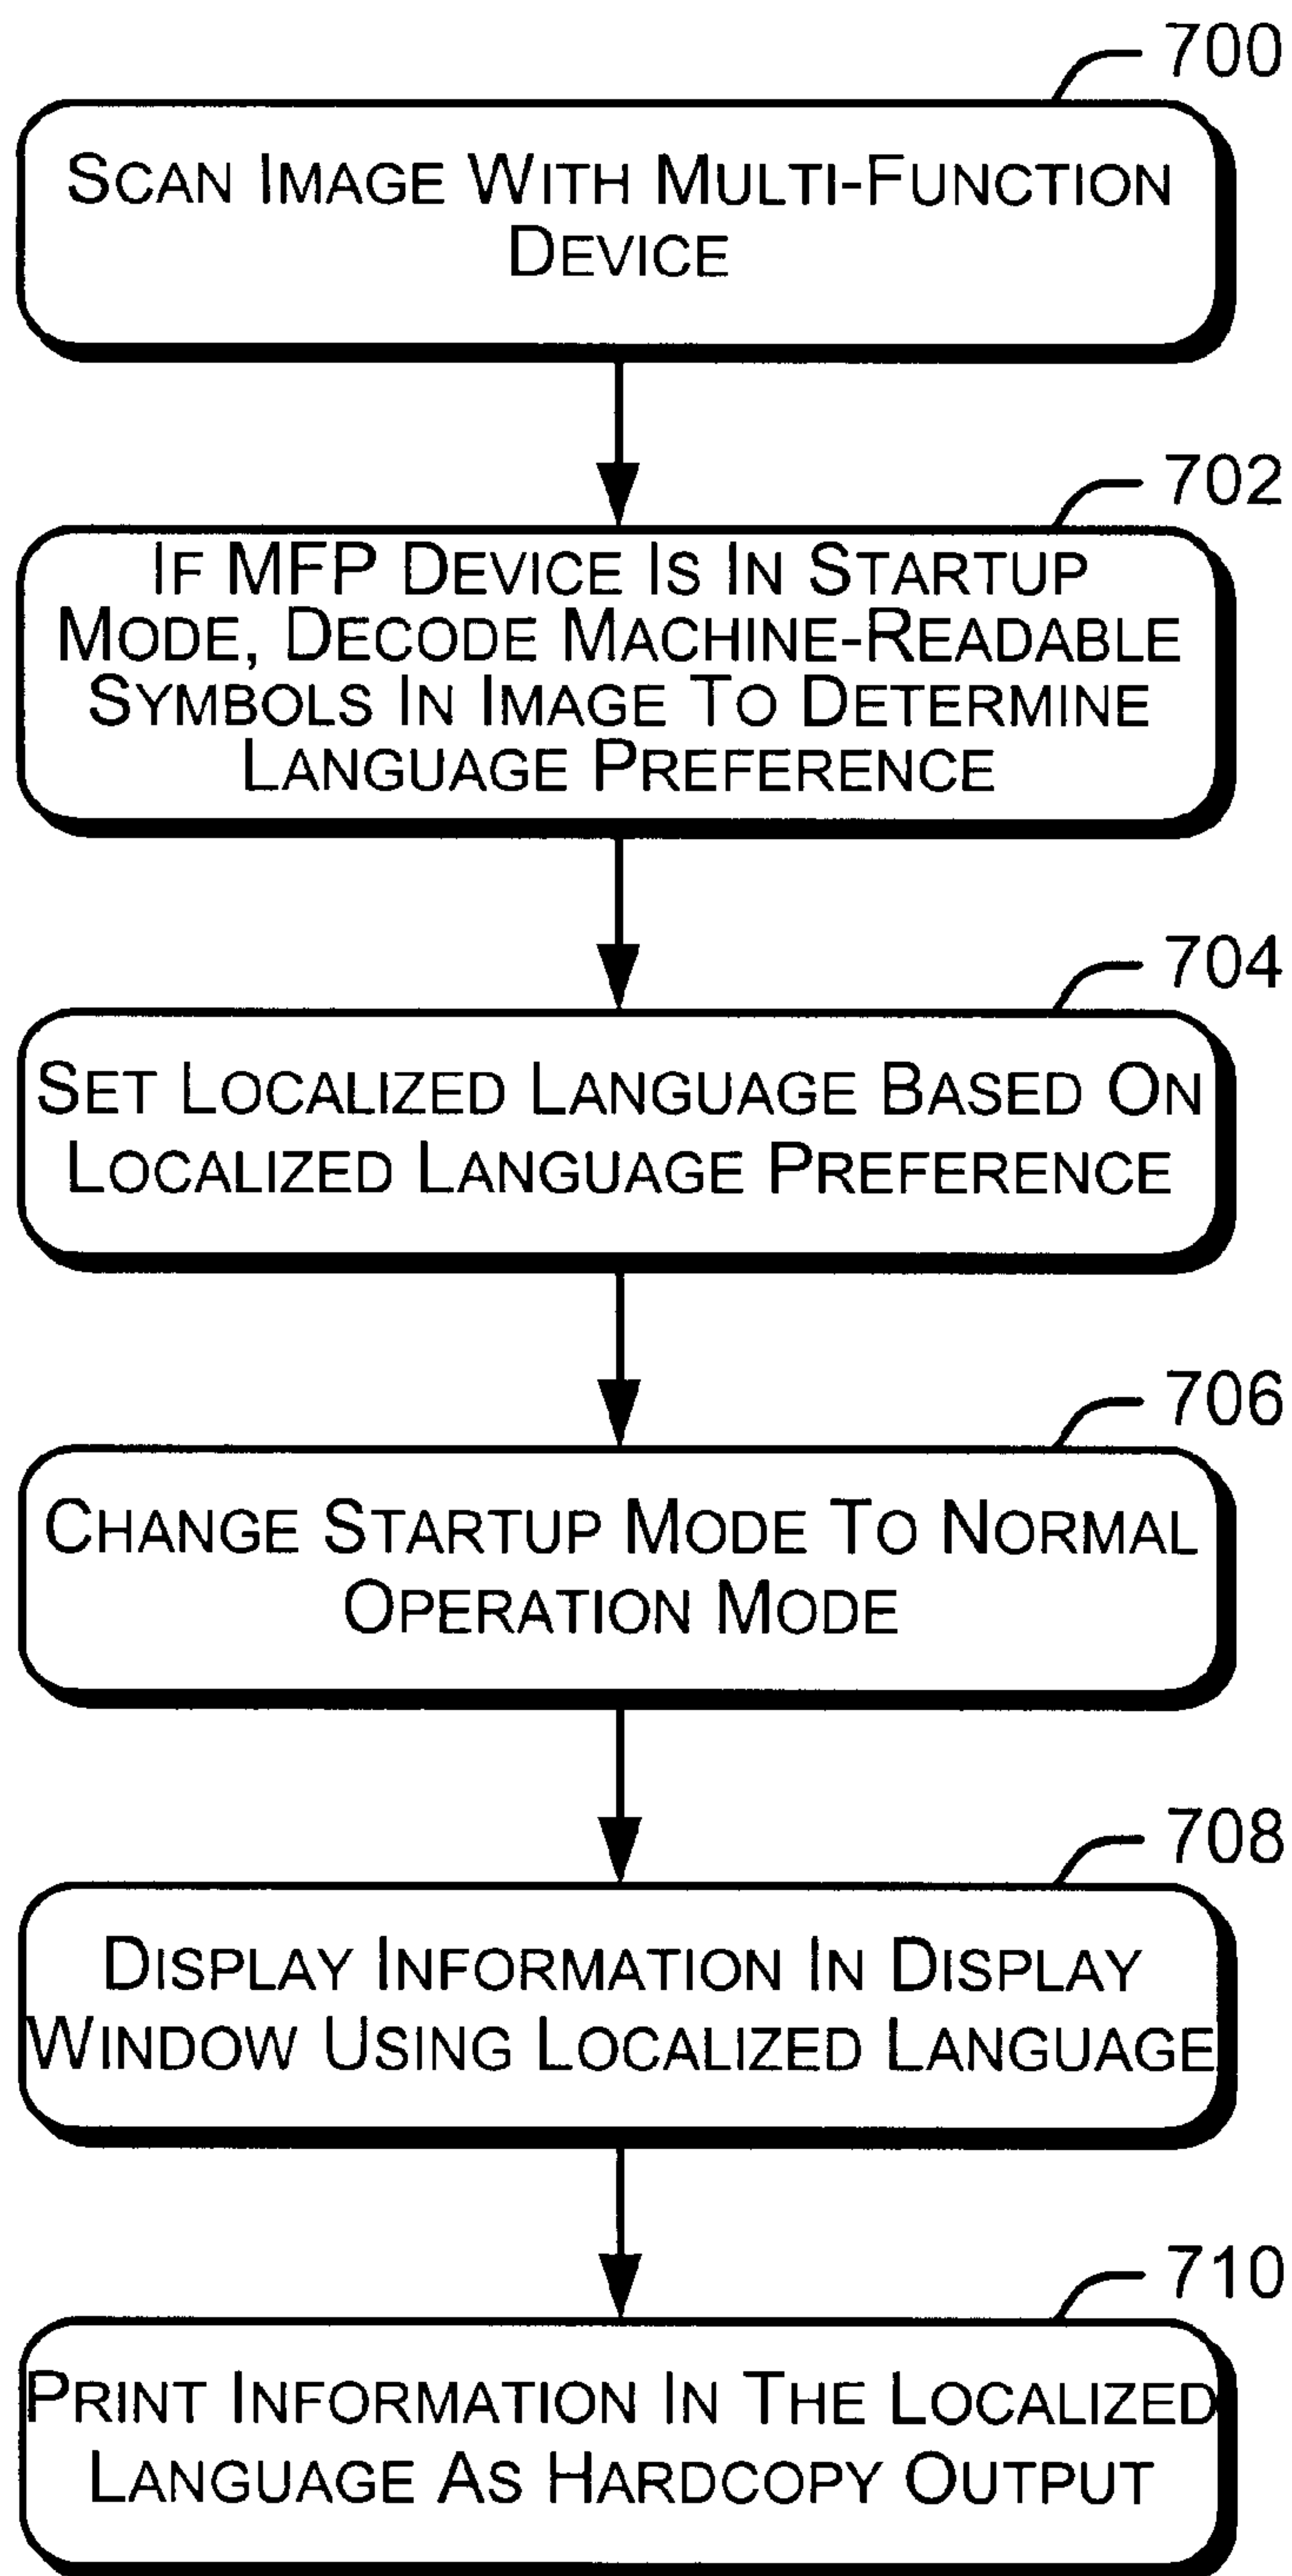 700
SCAN IMAGE WITH MULTI-FUNCTION
DEVICE
702
IF MFP DEVICE IS IN STARTUP
MODE, DECODE MACHINE-READABLE
SYMBOLS IN IMAGE TO DETERMINE
LANGUAGE PREFERENCE
704
SET LOCALIZED LANGUAGE BASED ON
LOCALIZED LANGUAGE PREFERENCE
706
CHANGE STARTUP MODE TO NORMAL
OPERATION MODE
708
DISPLAY INFORMATION IN DISPLAY
WINDOW USING LOCALIZED LANGUAGE
710
PRINT INFORMATION IN THE LOCALIZED
LANGUAGE AS HARDCOPY OUTPUT